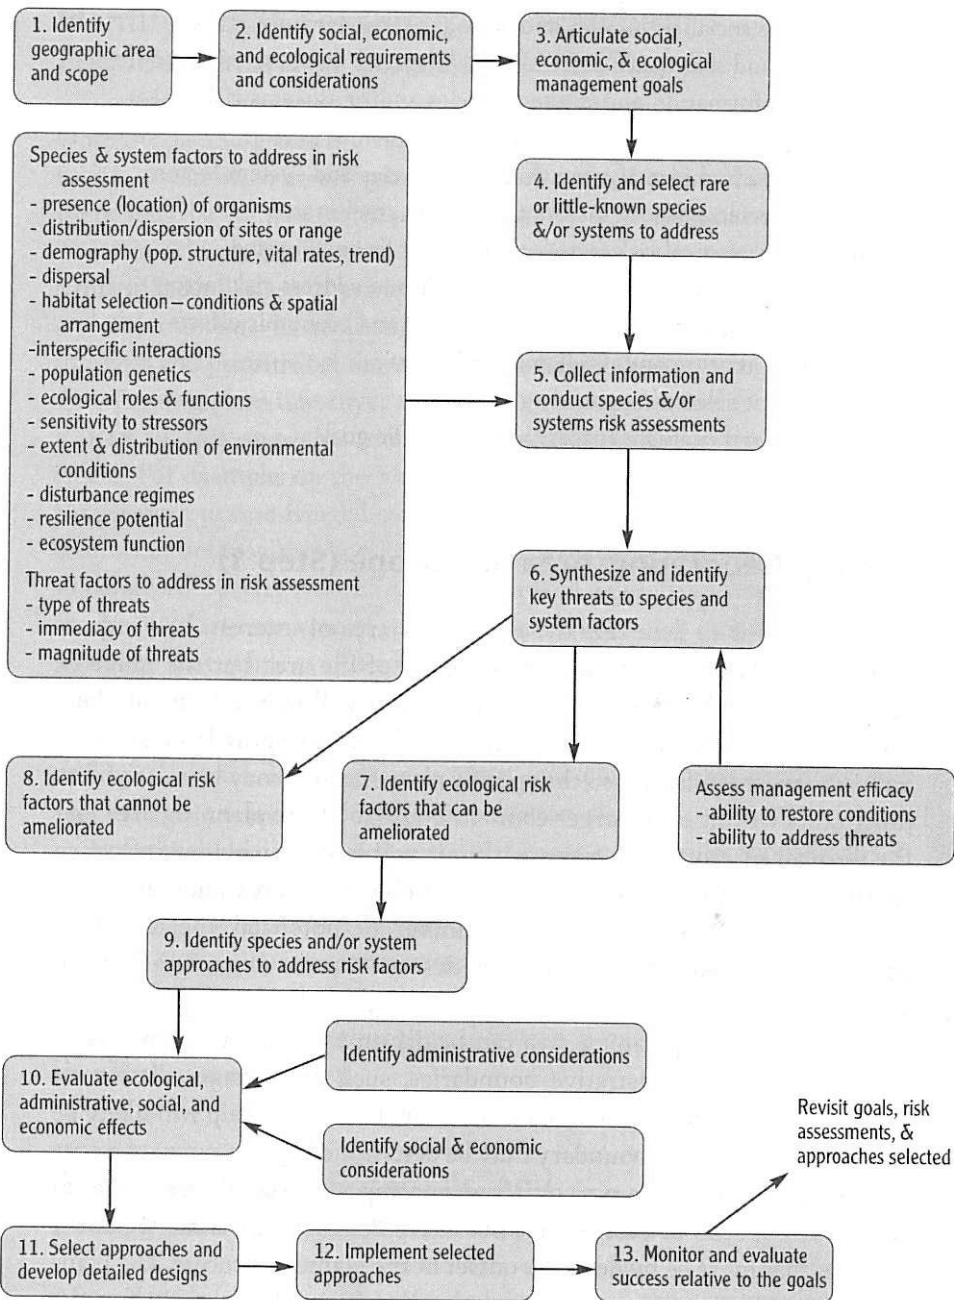 1. Identify
geographic area
and scope
2. Identify social, economic,
and ecological requirements
and considerations
3. Articulate social,
economic, & ecological
management goals
Species & system factors to address in risk
assessment
- presence (location) of organisms
- distribution/dispersion of sites or range
- demography (pop. structure, vital rates, trend)
- dispersal
- habitat selection – conditions & spatial
arrangement
-interspecific interactions
- population genetics
- ecological roles & functions
- sensitivity to stressors
- extent & distribution of environmental
conditions
- disturbance regimes
- resilience potential
- ecosystem function
Threat factors to address in risk assessment
- type of threats
- immediacy of threats
- magnitude of threats
4. Identify and select rare
or little-known species
&/or systems to address
5. Collect information and
conduct species &/or
systems risk assessments
6. Synthesize and identify
key threats to species and
system factors
8. Identify ecological risk
factors that cannot be
ameliorated
7. Identify ecological risk
factors that can be
ameliorated
Assess management efficacy
- ability to restore conditions
- ability to address threats
9. Identify species and/or system
approaches to address risk factors
10. Evaluate ecological,
administrative, social, and
economic effects
Identify administrative considerations
Identify social & economic
considerations
Revisit goals, risk
assessments, &
approaches selected
11. Select approaches and
develop detailed designs
12. Implement selected
approaches
13. Monitor and evaluate
success relative to the goals